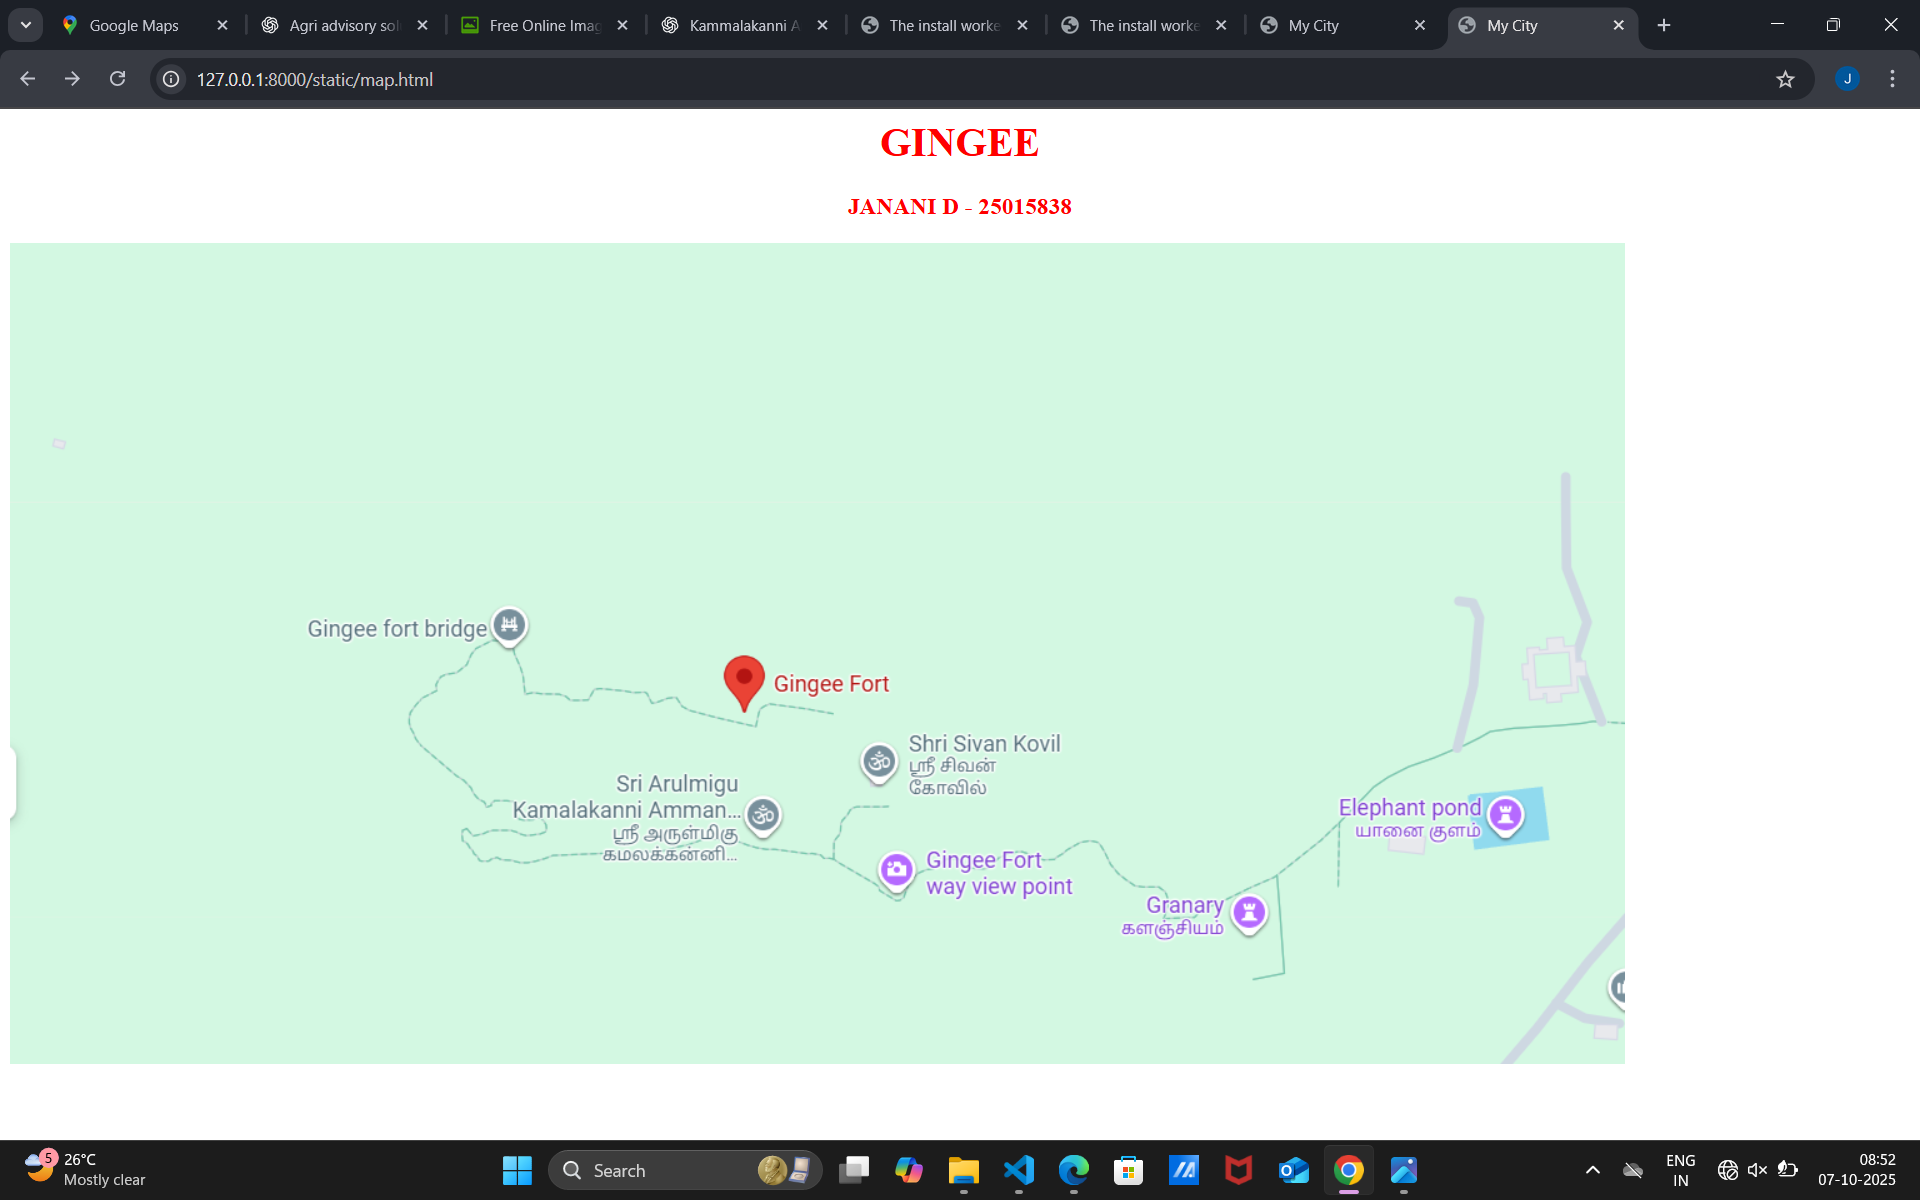 Google Maps
Agri advisory sol
Free Online Imag
Kammalakanni A
The install worke
The install worke
My City
My City
127.0.0.1:8000/static/map.html
J
GINGEE
JANANI D - 25015838
Gingee fort bridge
Gingee Fort
Shri Sivan Kovil
ஸ்ரீ சிவன்
கோவில்
Sri Arulmigu
Kamalakanni Amman...
ஸ்ரீ அருள்மிகு
கமலக்கன்னி...
Elephant pond
யானை குளம்
Gingee Fort
way view point
Granary
களஞ்சியம்
5
26°C
Mostly clear
Search
ENG
IN
08:52
07-10-2025